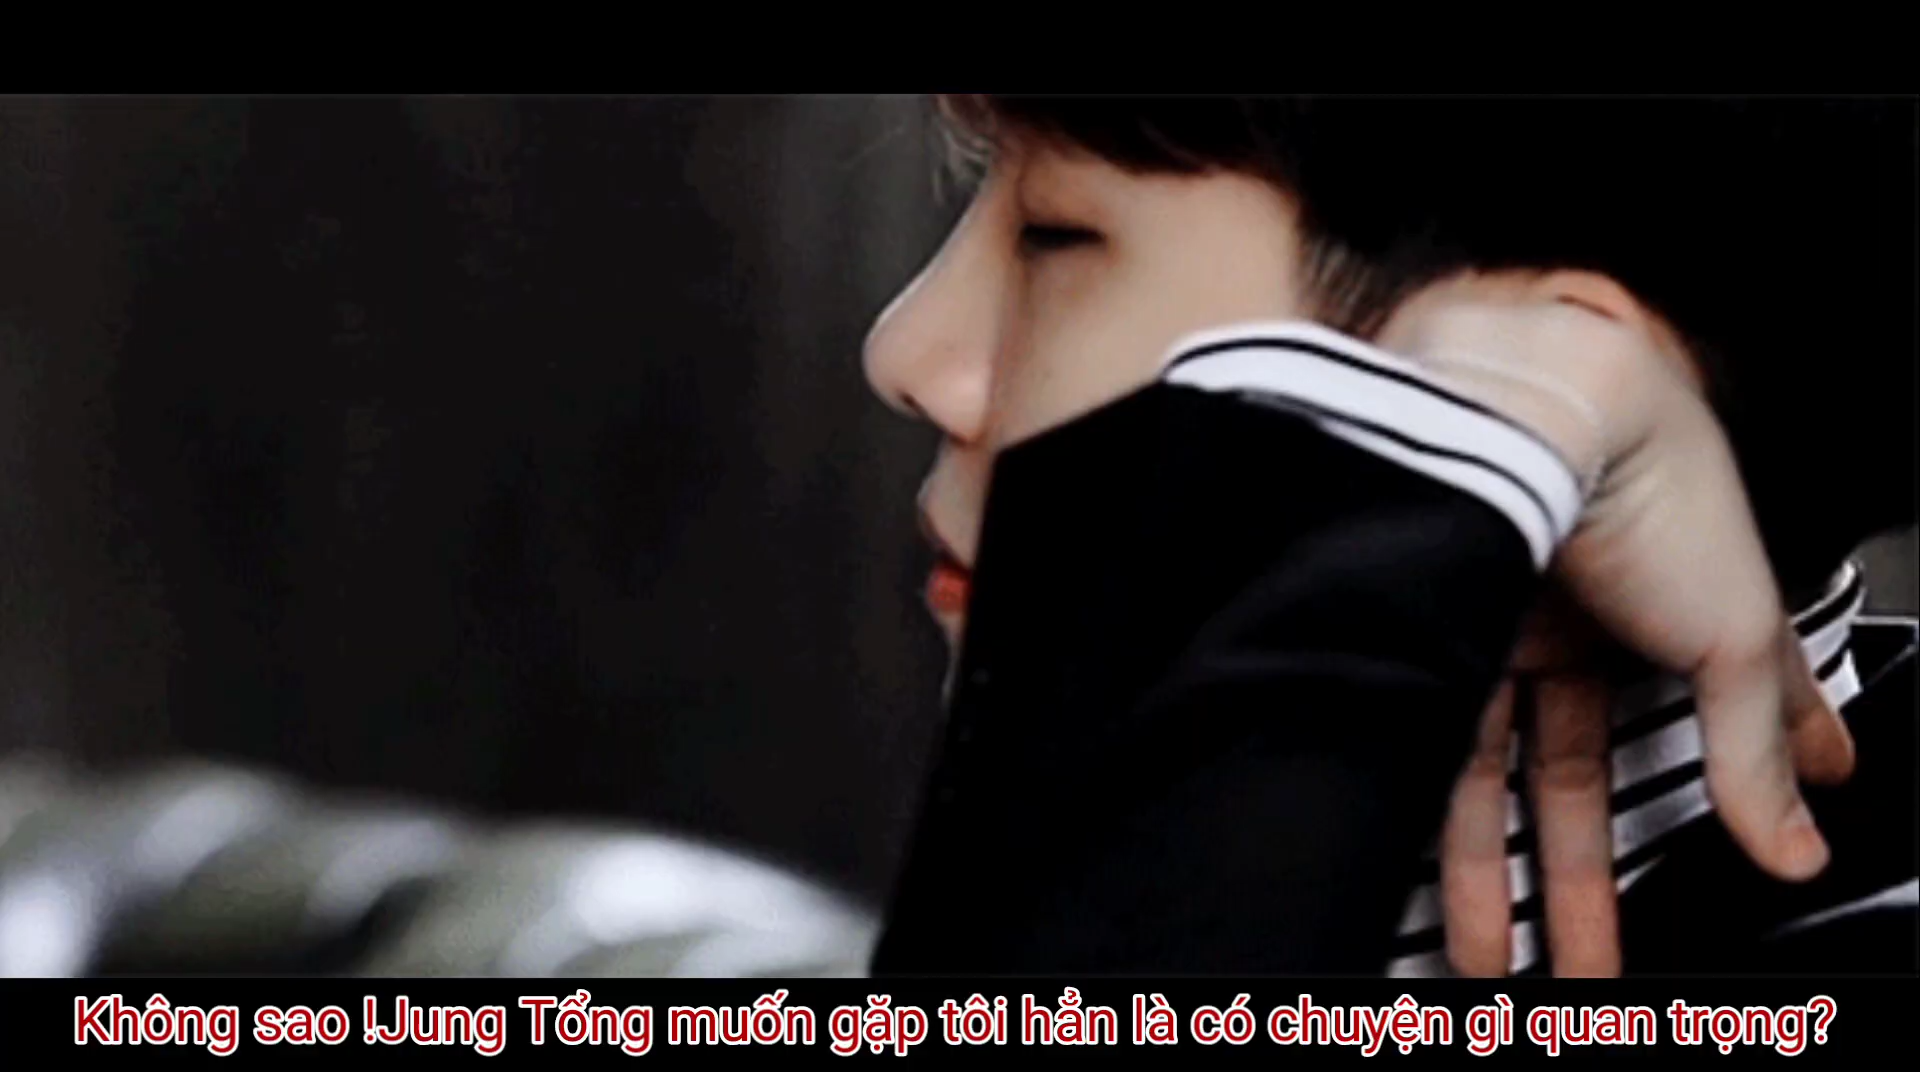 Không sao !Jung Tổng muốn gặp tôi hẳn là có chuyện gì quan trọng?